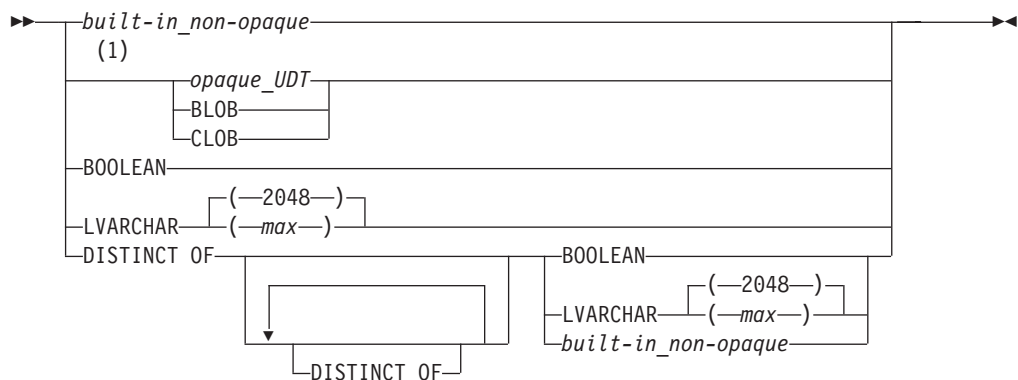 built-in_non-opaque
(1)
opaque_UDT
BLOB
CLOB
BOOLEAN
( 2048 )
LVARCHAR ( max )
DISTINCT OF BOOLEAN
( 2048 )
LVARCHAR ( max )
built-in_non-opaque
DISTINCT OF